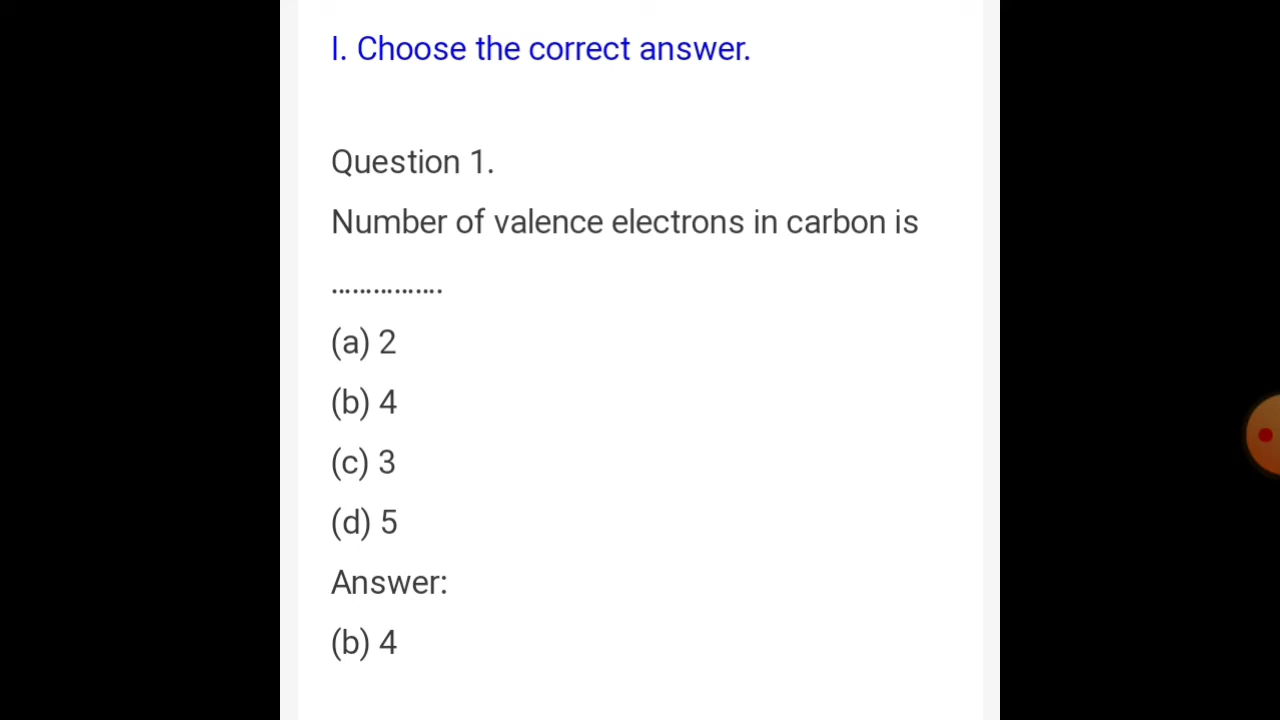 I. Choose the correct answer.
Question 1.
Number of valence electrons in carbon is
…………….
(a) 2
(b) 4
(c) 3
(d) 5
Answer:
(b) 4